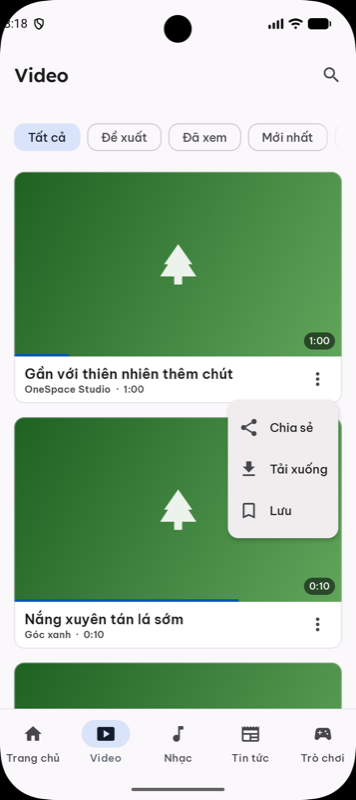 :18
Video
Tất cả
Đề xuất
Đã xem
Mới nhất
1:00
Gần với thiên nhiên thêm chút
OneSpace Studio · 1:00
Chia sẻ
Tải xuống
Lưu
0:10
Nắng xuyên tán lá sớm
Góc xanh · 0:10
Trang chủ
Video
Nhạc
Tin tức
Trò chơi